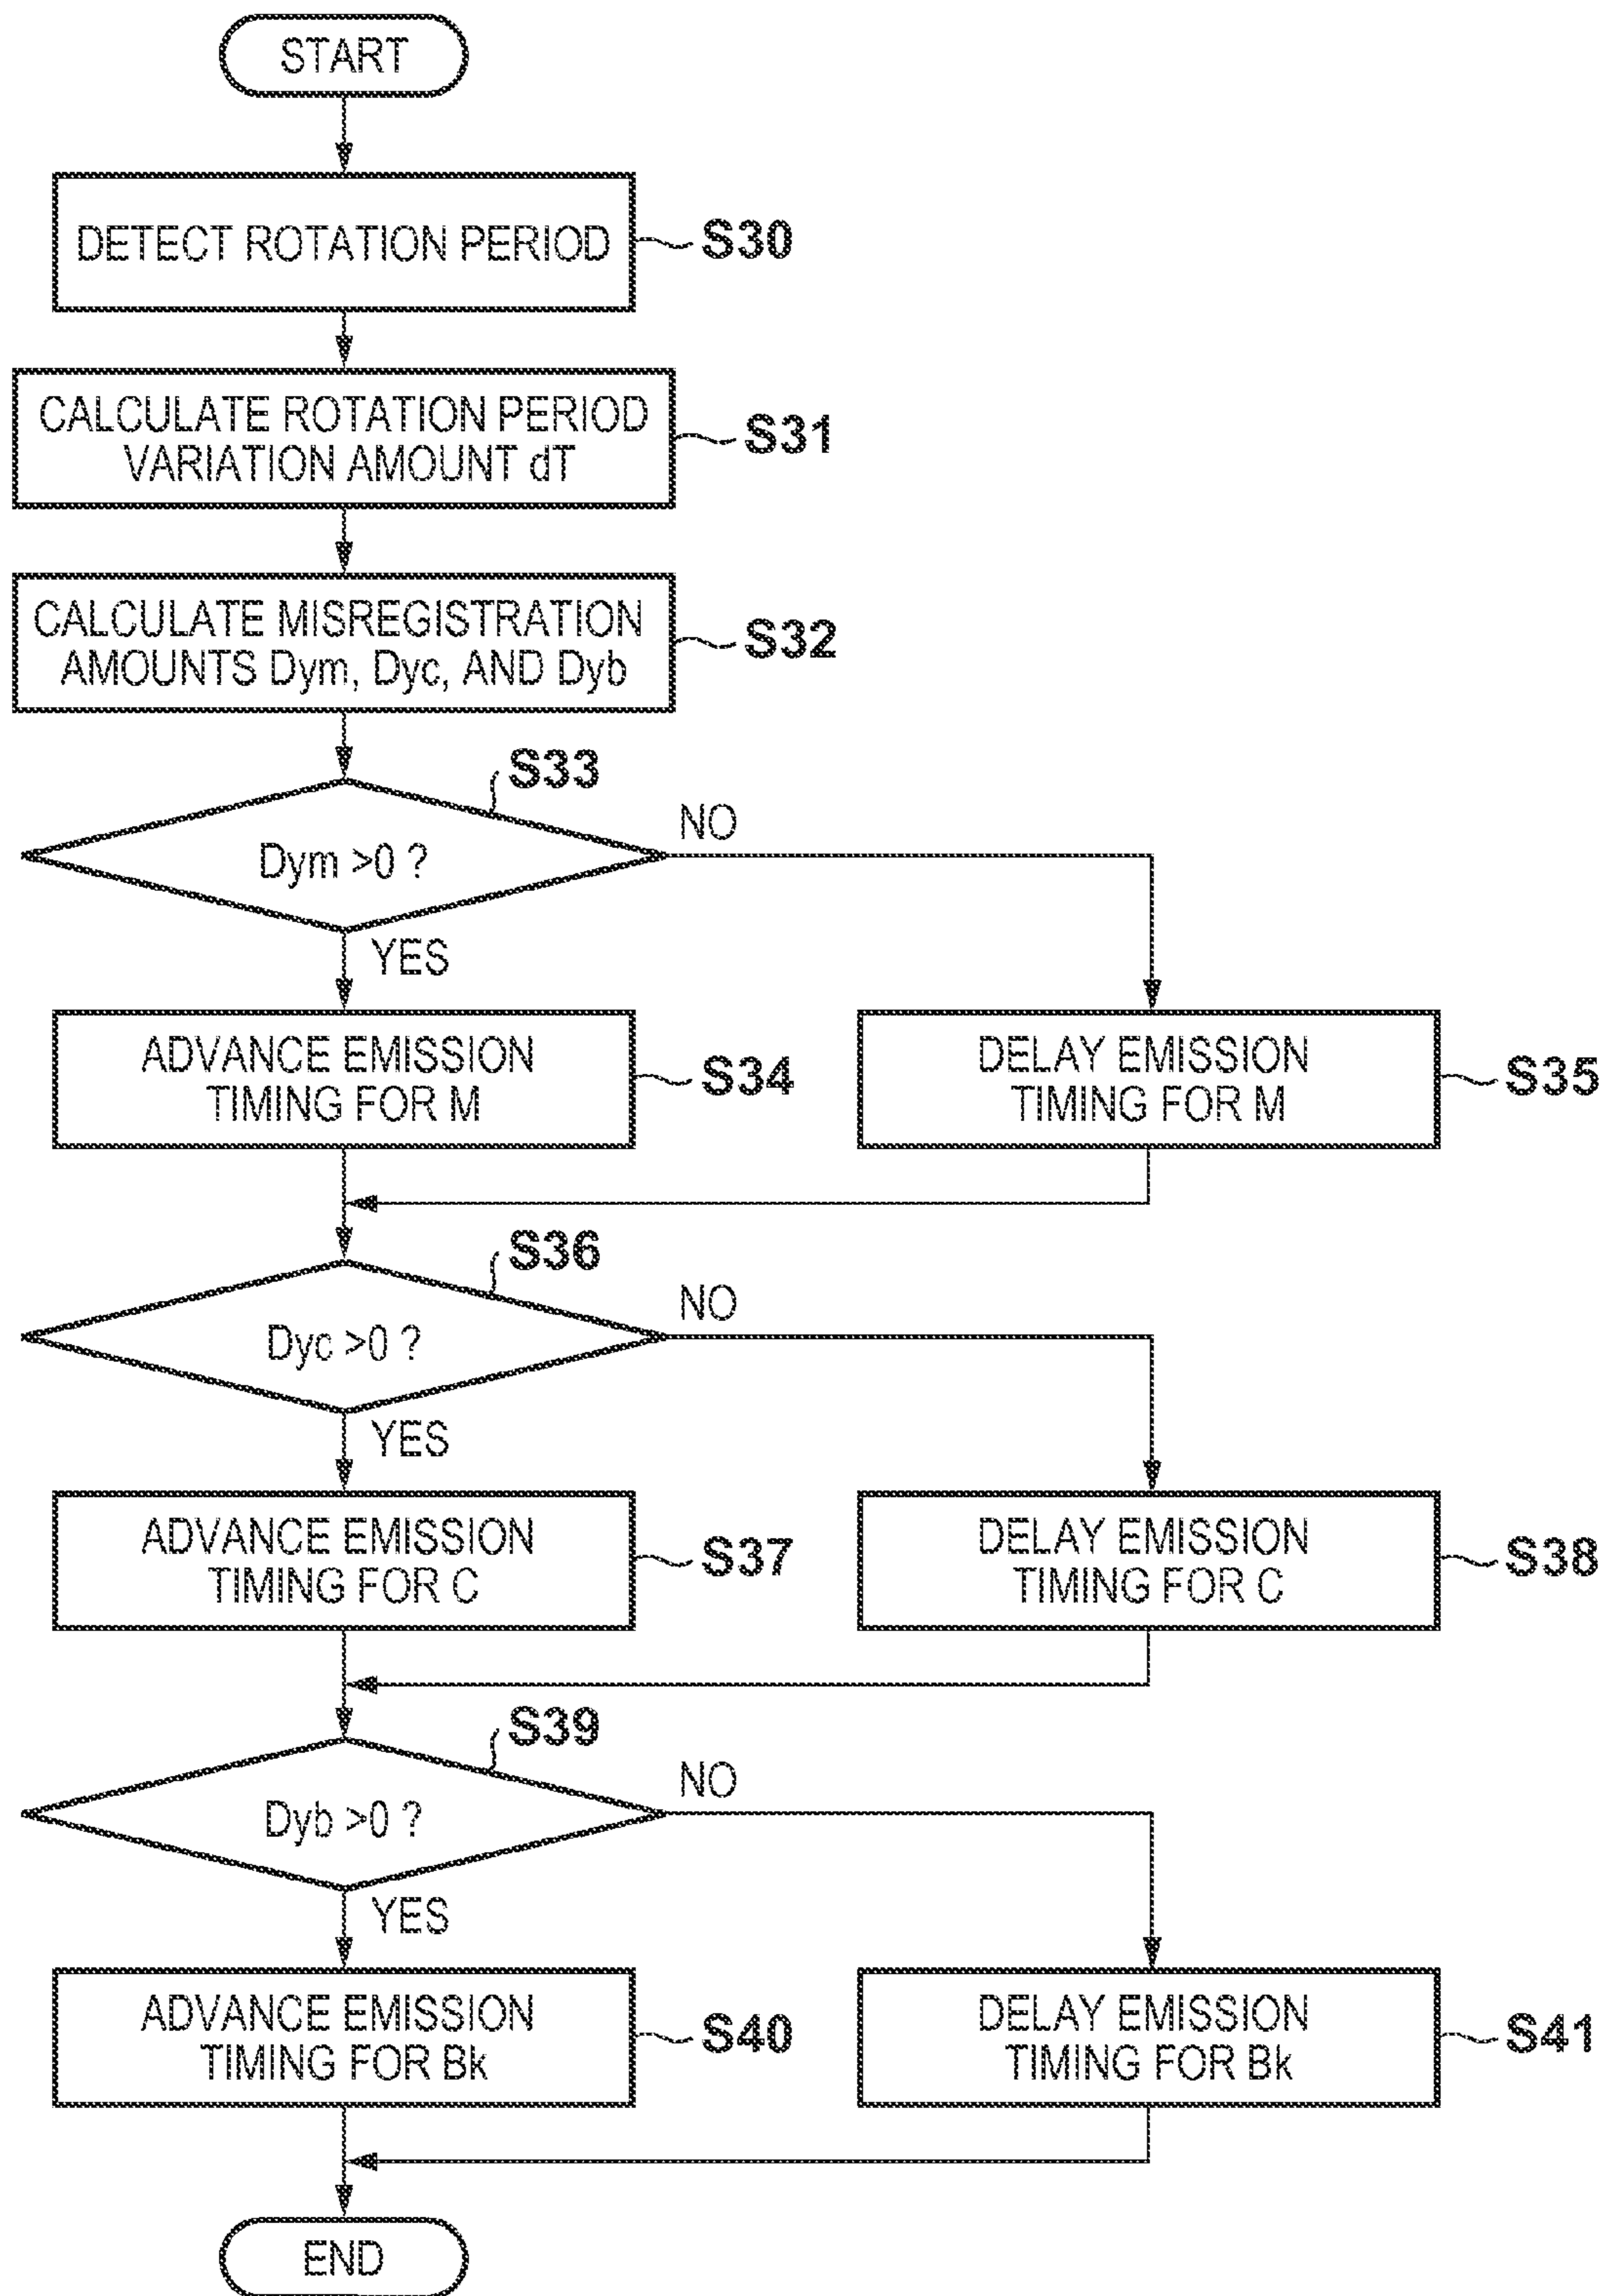 START
DETECT ROTATION PERIOD
S30
CALCULATE ROTATION PERIOD
VARIATION AMOUNT dT
S31
CALCULATE MISREGISTRATION
AMOUNTS Dym, Dyc, AND Dyb
S32
S33
Dym >0 ?
NO
YES
ADVANCE EMISSION
TIMING FOR M
S34
DELAY EMISSION
TIMING FOR M
S35
S36
Dyc >0 ?
NO
YES
ADVANCE EMISSION
TIMING FOR C
S37
DELAY EMISSION
TIMING FOR C
S38
S39
Dyb >0 ?
NO
YES
ADVANCE EMISSION
TIMING FOR Bk
S40
DELAY EMISSION
TIMING FOR Bk
S41
END